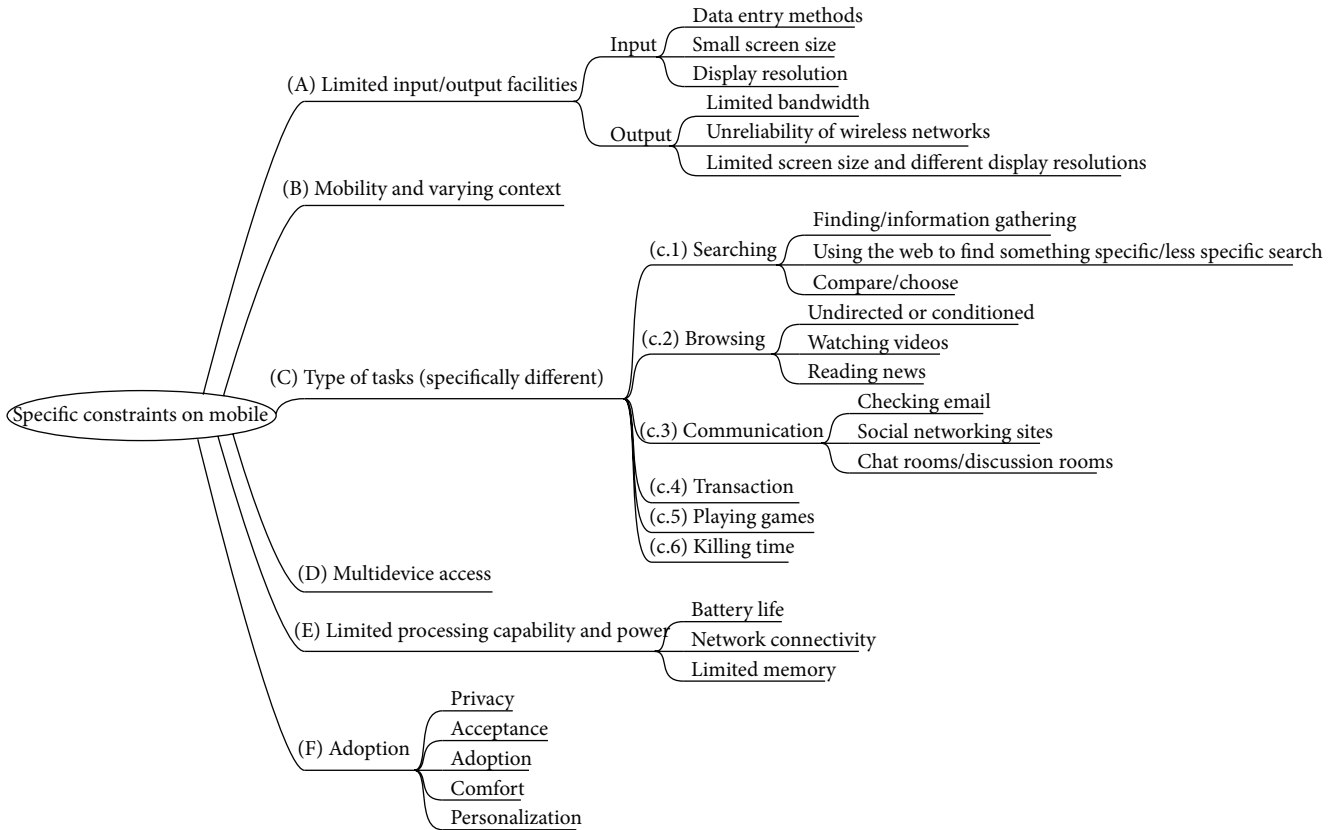 Specific constraints on mobile
(A) Limited input/output facilities
Input
Data entry methods
Small screen size
Display resolution
Output
Limited bandwidth
Unreliability of wireless networks
Limited screen size and different display resolutions
(B) Mobility and varying context
(C) Type of tasks (specifically different)
(c.1) Searching
Finding/information gathering
Using the web to find something specific/less specific search
Compare/choose
(c.2) Browsing
Undirected or conditioned
Watching videos
Reading news
(c.3) Communication
Checking email
Social networking sites
Chat rooms/discussion rooms
(c.4) Transaction
(c.5) Playing games
(c.6) Killing time
(D) Multidevice access
(E) Limited processing capability and power
Battery life
Network connectivity
Limited memory
(F) Adoption
Privacy
Acceptance
Adoption
Comfort
Personalization